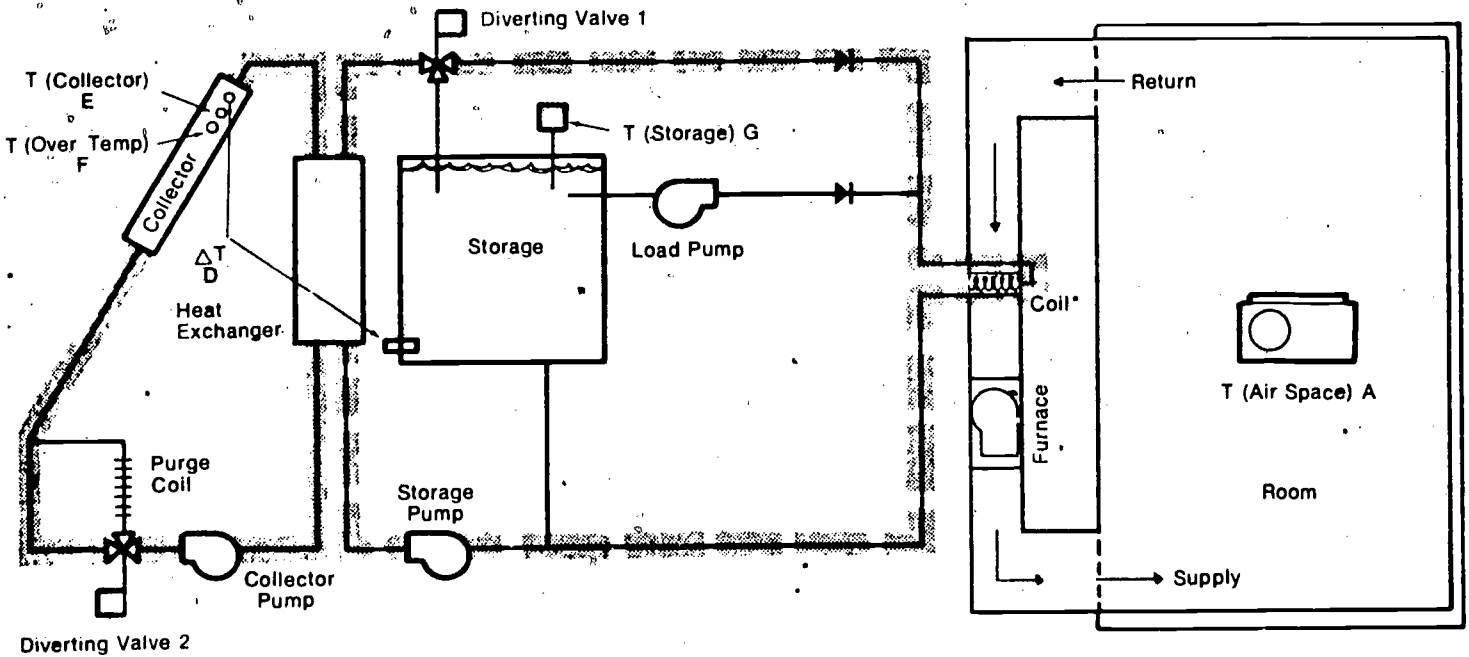 Diverting Valve 1
T (Collector)
E
T (Over Temp)
F
Collector
△T
D
Heat
Exchanger
T (Storage) G
Storage
Load Pump
Return
Coil
Furnace
T (Air Space) A
Room
Supply
Purge
Coil
Storage
Pump
Collector
Pump
Diverting Valve 2